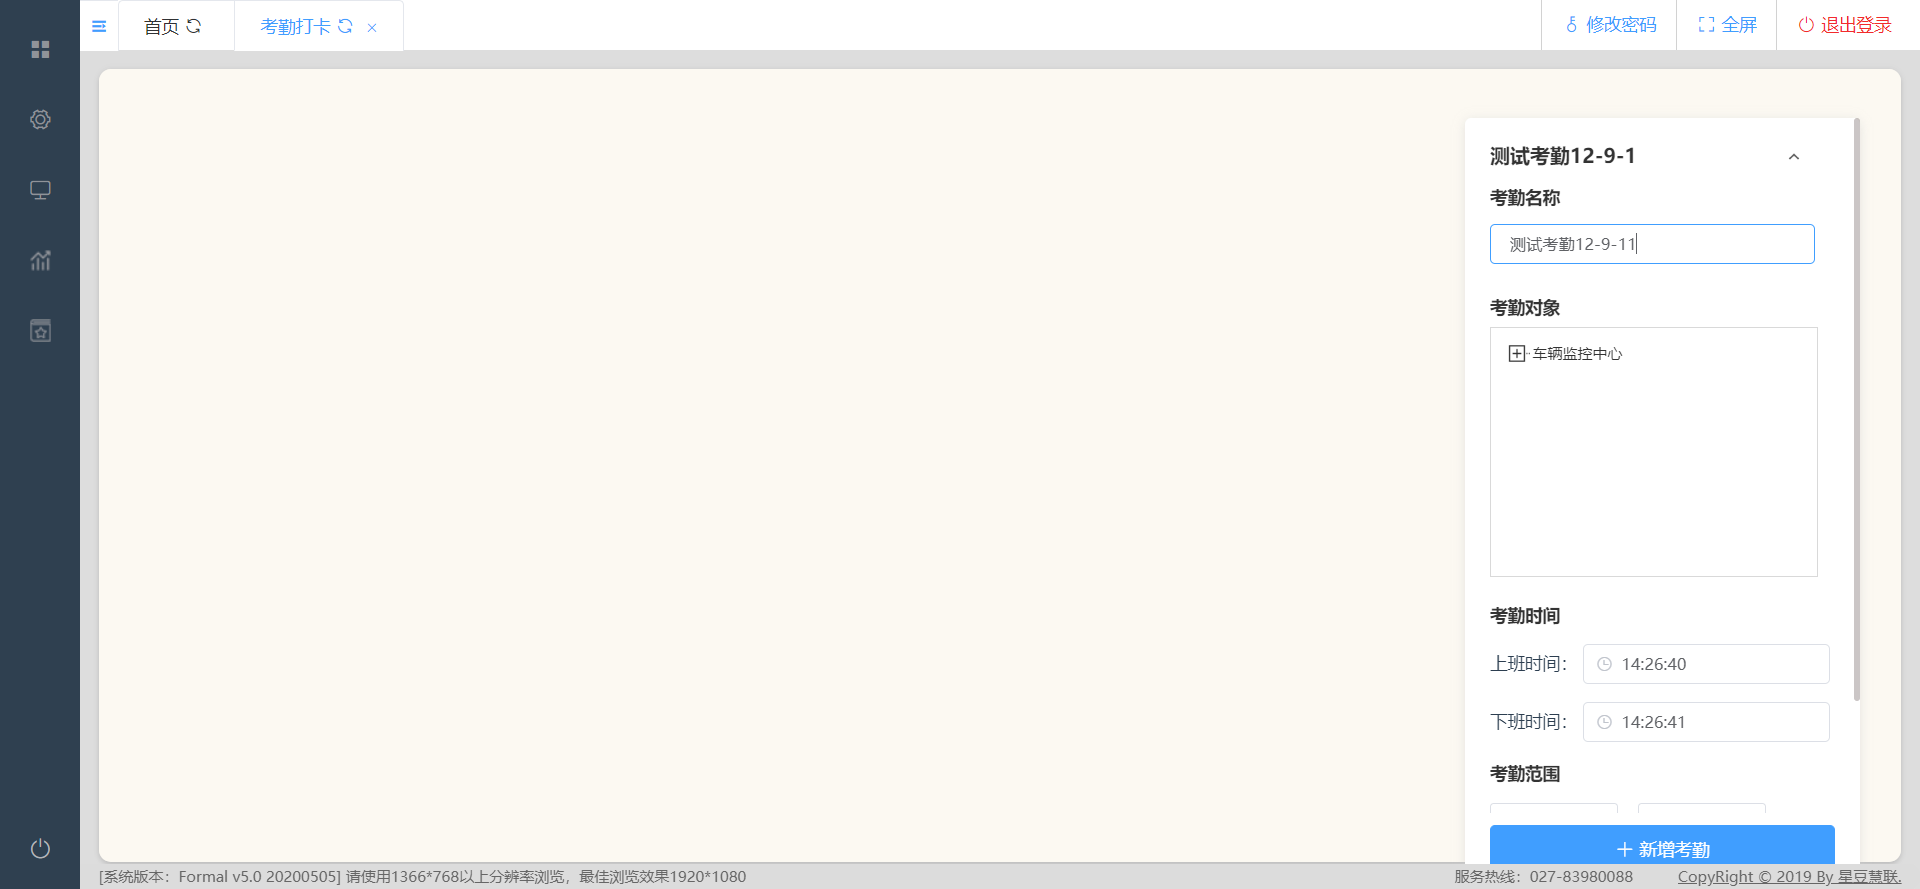 首页
考勤打卡
修改密码
全屏
退出登录
测试考勤12-9-1
考勤名称
测试考勤12-9-11
考勤对象
车辆监控中心
考勤时间
上班时间：
14:26:40
下班时间：
14:26:41
考勤范围
新增考勤
[系统版本：Formal v5.0 20200505] 请使用1366*768以上分辨率浏览，最佳浏览效果1920*1080
服务热线：027-83980088
CopyRight © 2019 By 星豆慧联.